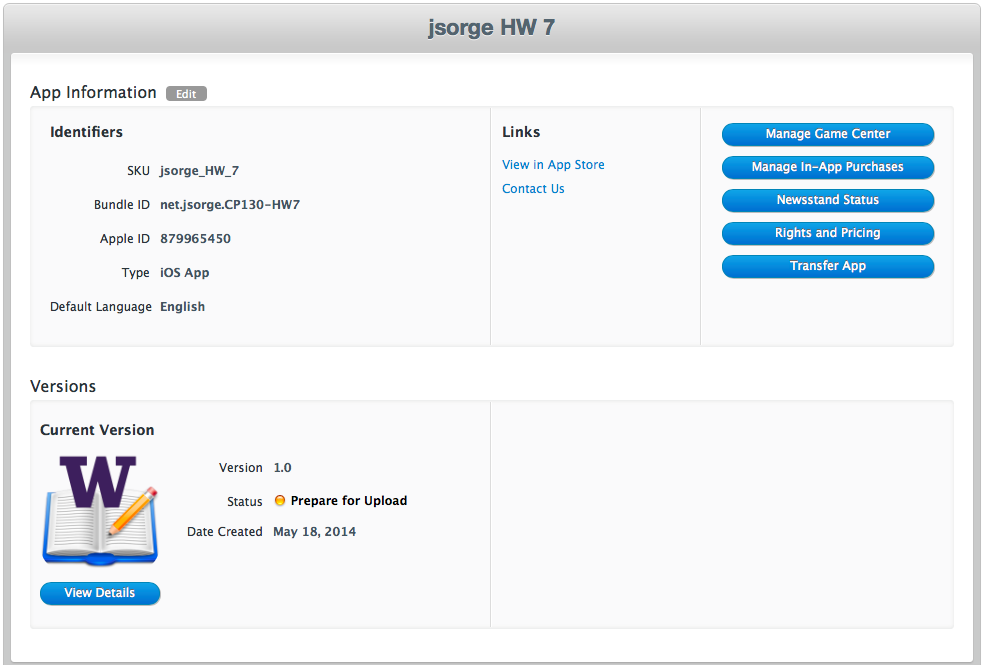 jsorge HW 7
App Information Edit
Identifiers
SKU jsorge_HW_7
Bundle ID net.jsorge.CP130-HW7
Apple ID 879965450
Type iOS App
Default Language English
Links
View in App Store
Contact Us
Manage Game Center
Manage In-App Purchases
Newsstand Status
Rights and Pricing
Transfer App
Versions
Current Version
W
Version 1.0
Status Prepare for Upload
Date Created May 18, 2014
View Details